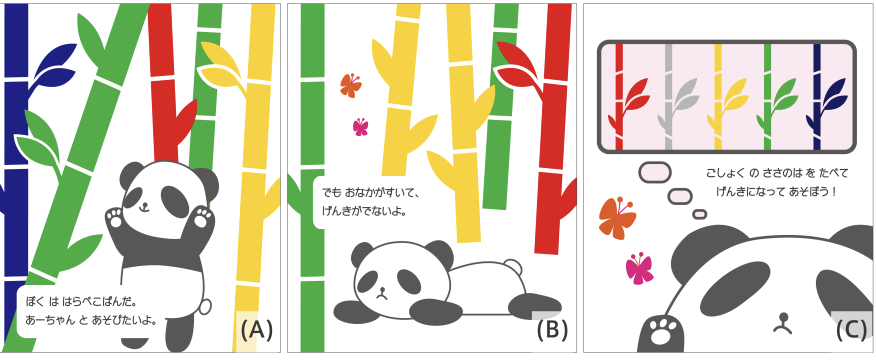 ぼく は はらぺこぱんだ。
あーちゃん と あそびたいよ。
(A)
でも おなかがすいて、
げんきがでないよ。
(B)
ごしょく の ささのは を たべて
げんきになって あそぼう！
(C)